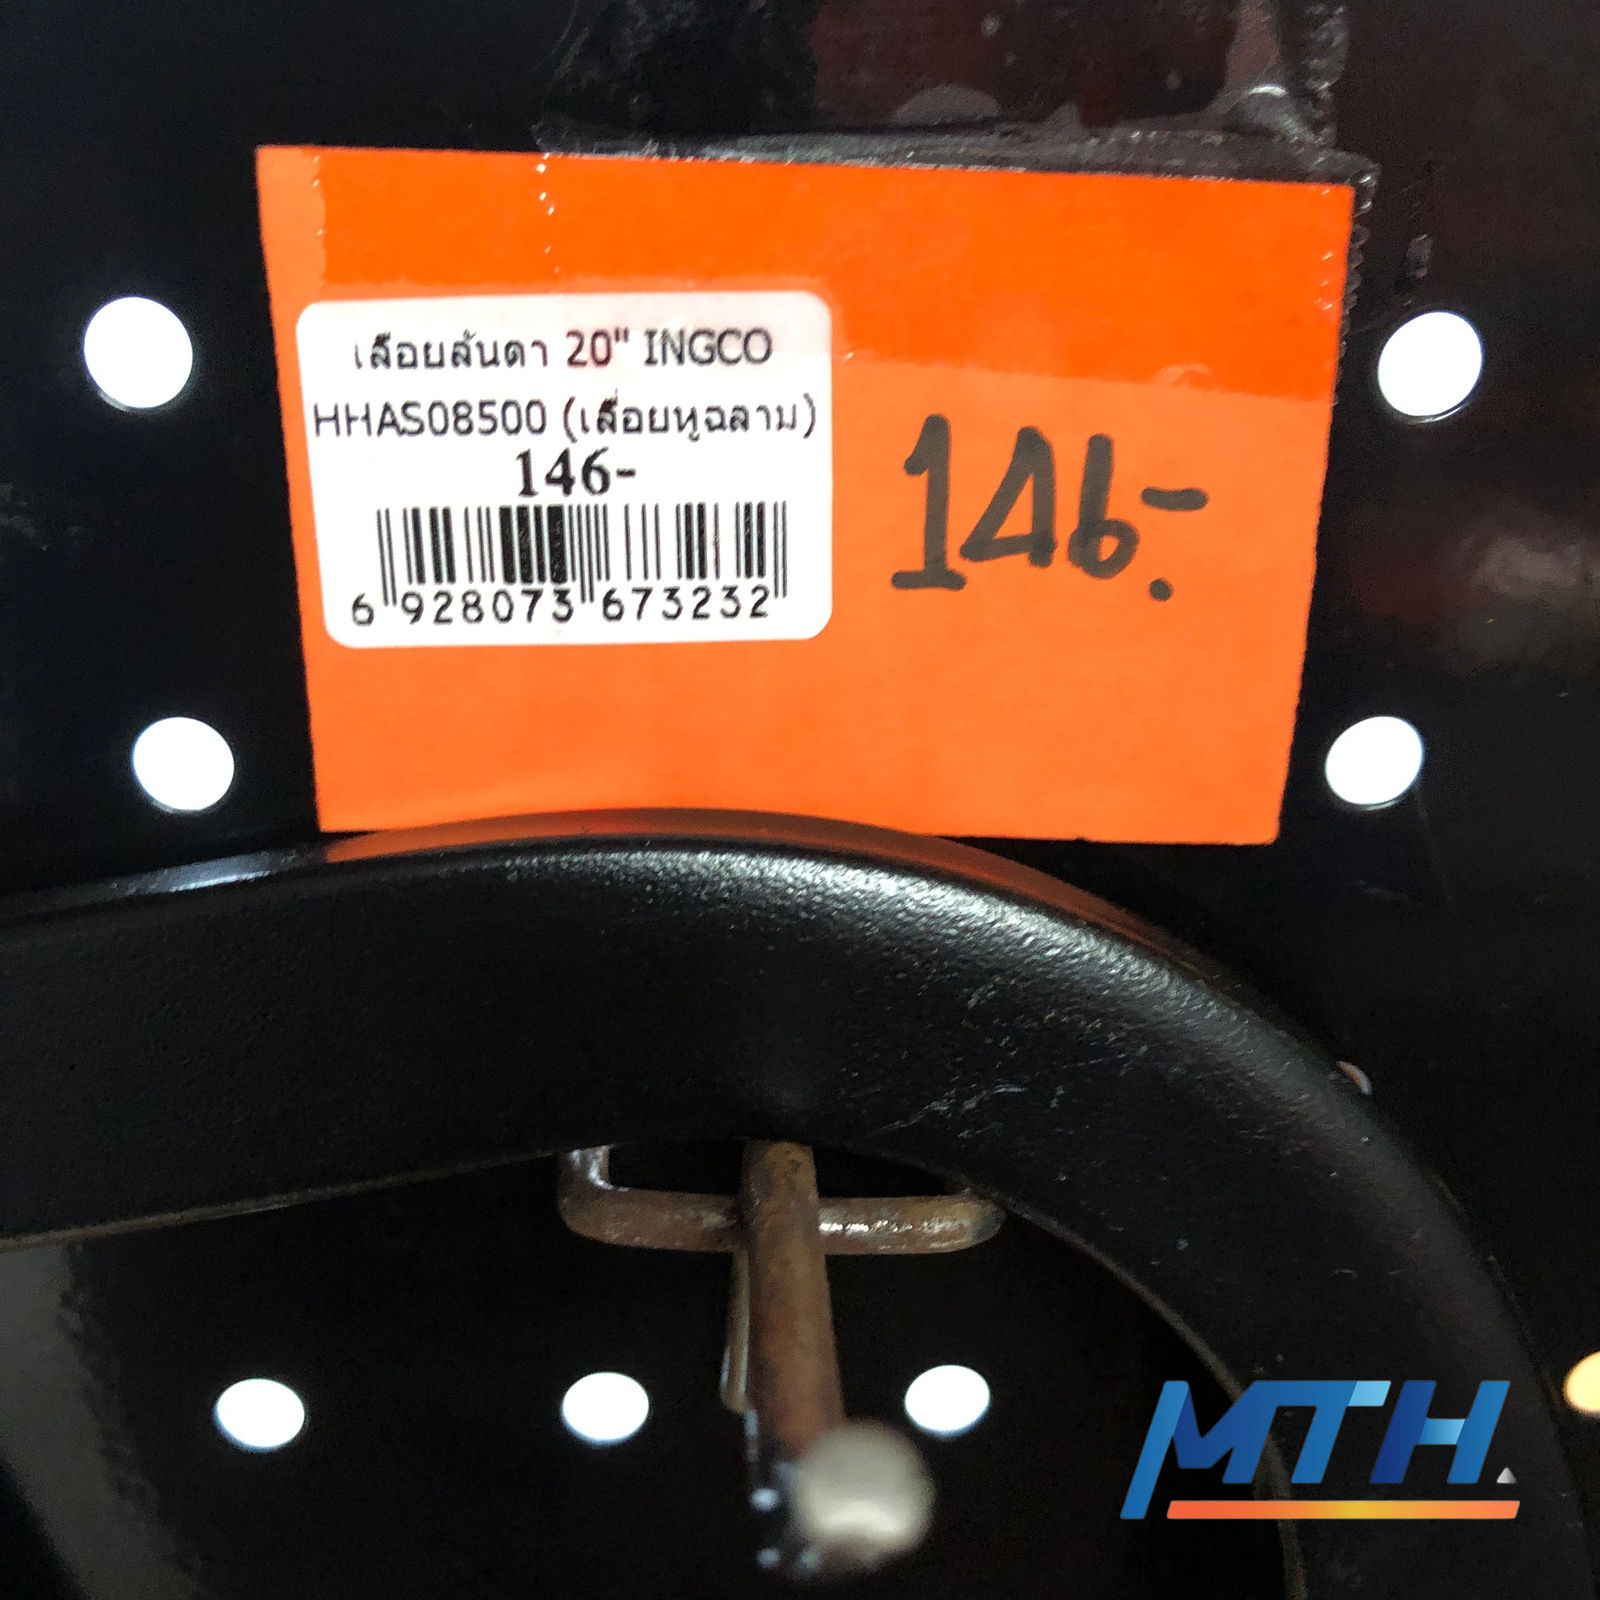 เลื่อยลันดา 20" INGCO
HHAS08500 (เลื่อยหูฉลาม)
146-
6 928073 673232
146.-
MTH.